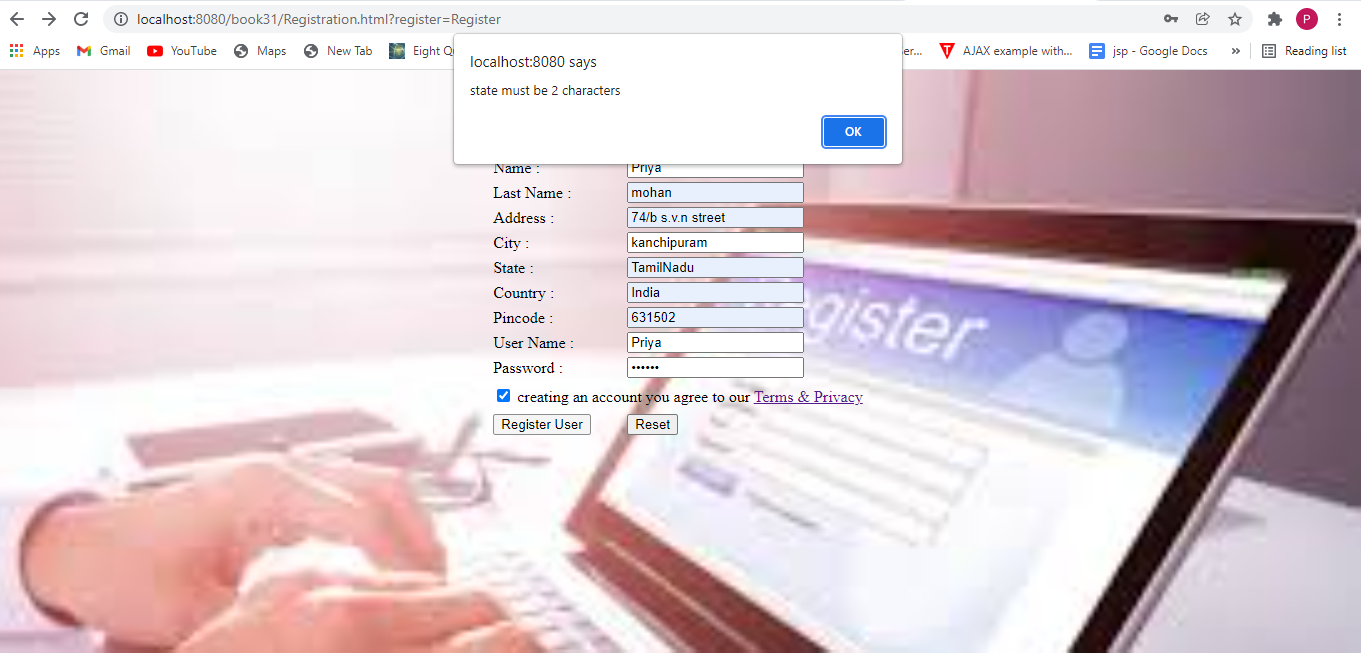 localhost:8080/book31/Registration.html?register=Register
P
Apps Gmail YouTube Maps New Tab Eight Q er... AJAX example with... jsp - Google Docs » Reading list
localhost:8080 says
state must be 2 characters
OK
Name : Priya
Last Name : mohan
Address : 74/b s.v.n street
City : kanchipuram
State : TamilNadu
Country : India
Pincode : 631502
User Name : Priya
Password : ••••••
creating an account you agree to our Terms & Privacy
Register User Reset
gister